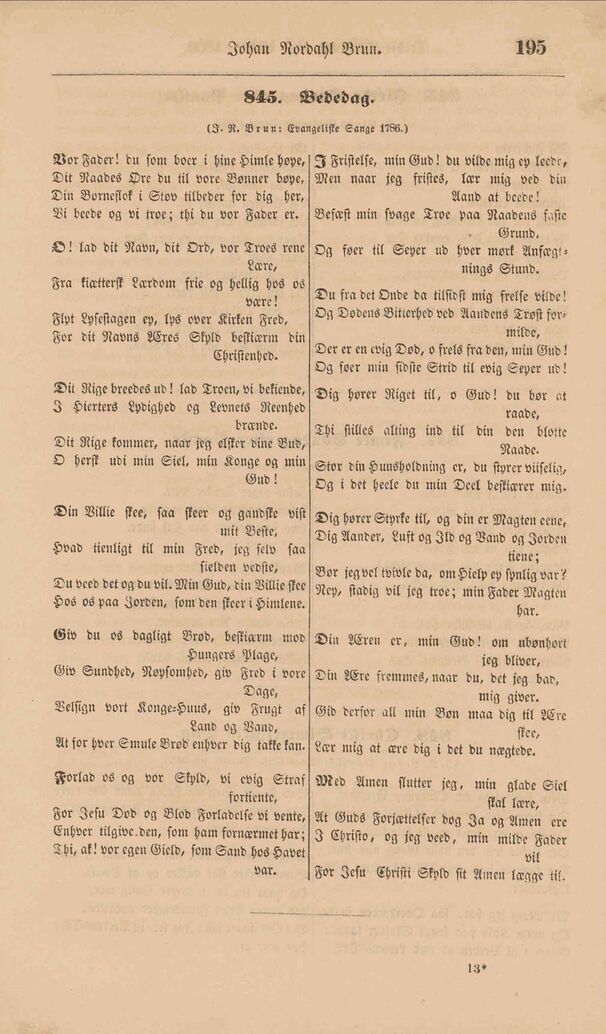 Johan Nordahl Brun. 195
845. Bededag.
(J. N. Brun: Evangeliske Sange 1786.)
Vor Fader! du som boer i hine Himle høye,
Dit Naades Øre du til vore Bønner bøye,
Din Børneflok i Støv tilbeder for dig her,
Vi beede og vi troe; thi du vor Fader er.
O! lad dit Navn, dit Ord, vor Troes rene
Lære,
Fra kiættersk Lærdom frie og hellig hos os
være!
Flyt Lysestagen ey, lys over Kirken Fred,
For dit Navns Æres Skyld beskiærm din
Christenhed.
Dit Rige breedes ud! lad Troen, vi bekiende,
I Hierters Lydighed og Levnets Reenhed
brænde.
Dit Rige kommer, naar jeg elsker dine Bud,
O hersk udi min Siel, min Konge og min
Gud!
Din Villie skee, saa skeer og gandske vist
mit Beste,
Hvad tienligt til min Fred, jeg selv saa
sielden vedste,
Du veed det og du vil. Min Gud, din Villie skee
Hos os paa Jorden, som den skeer i Himlene.
Giv du os dagligt Brød, beskiærm mod
Hungers Plage,
Giv Sundhed, Nøysomhed, giv Fred i vore
Dage,
Velsign vort Konge-Huus, giv Frugt af
Land og Vand,
At for hver Smule Brød enhver dig takke kan.
Forlad os og vor Skyld, vi evig Straf
fortiente,
For Jesu Død og Blod Forladelse vi vente,
Enhver tilgive den, som ham fornærmet har;
Thi, ak! vor egen Gield, som Sand hos Havet
var.
I Fristelse, min Gud! du vilde mig ey leede,
Men naar jeg fristes, lær mig ved din
Aand at beede!
Befæst min svage Troe paa Naadens faste
Grund,
Og føer til Seyer ud hver mørk Anfægt-
nings Stund.
Du fra det Onde da tilsidst mig frelse vilde!
Og Dødens Bitterhed ved Aandens Trøst for-
milde,
Der er en evig Død, o frels fra den, min Gud!
Og føer min sidste Strid til evig Seyer ud!
Dig hører Riget til, o Gud! du bør at
raade,
Thi stilles alting ind til din den blotte
Naade.
Stor din Huusholdning er, du styrer viiselig,
Og i det heele du min Deel beskiærer mig.
Dig hører Styrke til, og din er Magten eene,
Dig Aander, Luft og Ild og Vand og Jorden
tiene;
Bør jeg vel tvivle da, om Hielp ey synlig var?
Ney, stadig vil jeg troe; min Fader Magten
har.
Din Æren er, min Gud! om ubønhørt
jeg bliver,
Din Ære fremmes, naar du, det jeg bad,
mig giver.
Gid derfor all min Bøn maa dig til Ære
skee,
Lær mig at ære dig i det du nægtede.
Med Amen slutter jeg, min glade Siel
skal lære,
At Guds Forjættelser dog Ja og Amen ere
I Christo, og jeg veed, min milde Fader
vil
For Jesu Christi Skyld sit Amen lægge til.
13*